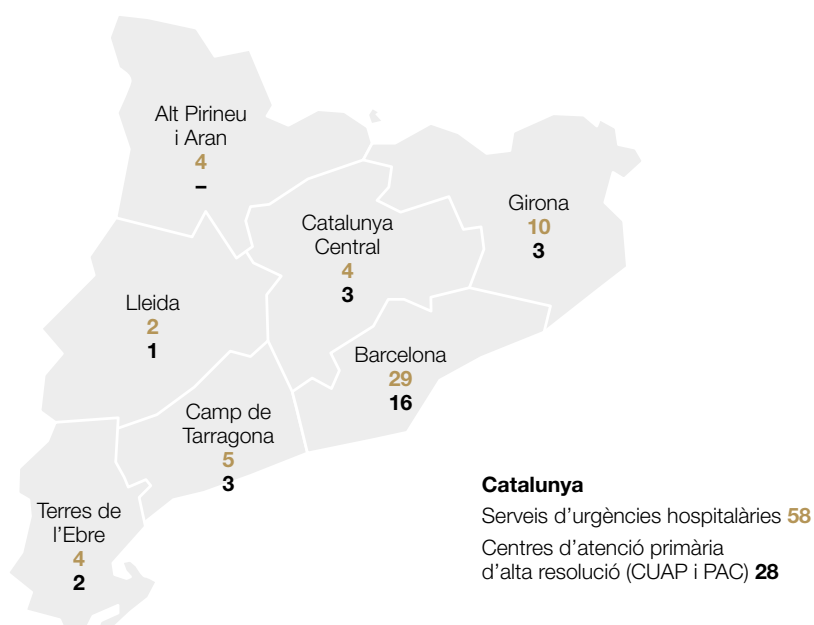 Alt Pirineu
i Aran
4
–
Girona
10
3
Catalunya
Central
4
3
Lleida
2
1
Barcelona
29
16
Camp de
Tarragona
5
3
Terres de
l’Ebre
4
2
Catalunya
Serveis d’urgències hospitalàries 58
Centres d’atenció primària
d’alta resolució (CUAP i PAC) 28